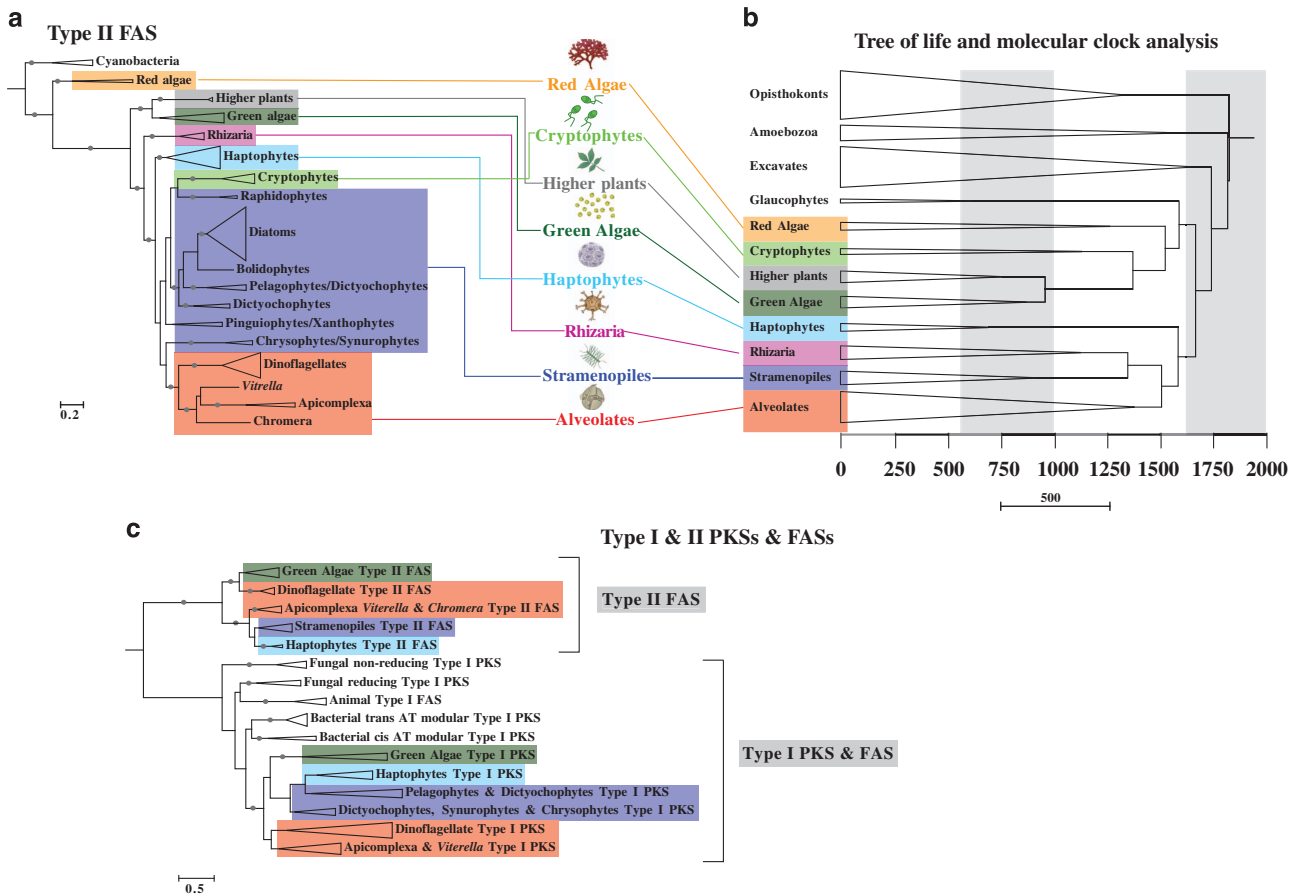 a
Type II FAS
Cyanobacteria
Red algae
Higher plants
Green algae
Rhizaria
Haptophytes
Cryptophytes
Raphidophytes
Diatoms
Bolidophytes
Pelagophytes/Dictyochophytes
Dictyochophytes
Pinguiophytes/Xanthophytes
Chrysophytes/Synurophytes
Dinoflagellates
Vitrella
Apicomplexa
Chromera
0.2
Red Algae
Cryptophytes
Higher plants
Green Algae
Haptophytes
Rhizaria
Stramenopiles
Alveolates
b
Tree of life and molecular clock analysis
Opisthokonts
Amoebozoa
Excavates
Glaucophytes
Red Algae
Cryptophytes
Higher plants
Green Algae
Haptophytes
Rhizaria
Stramenopiles
Alveolates
0 250 500 750 1000 1250 1500 1750 2000
500
c
Type I & II PKSs & FASs
Green Algae Type II FAS
Dinoflagellate Type II FAS
Apicomplexa Viterella & Chromera Type II FAS
Stramenopiles Type II FAS
Haptophytes Type II FAS
Type II FAS
Fungal non-reducing Type I PKS
Fungal reducing Type I PKS
Animal Type I FAS
Bacterial trans AT modular Type I PKS
Bacterial cis AT modular Type I PKS
Green Algae Type I PKS
Haptophytes Type I PKS
Pelagophytes & Dictyochophytes Type I PKS
Dictyochophytes, Synurophytes & Chrysophytes Type I PKS
Dinoflagellate Type I PKS
Apicomplexa & Viterella Type I PKS
Type I PKS & FAS
0.5